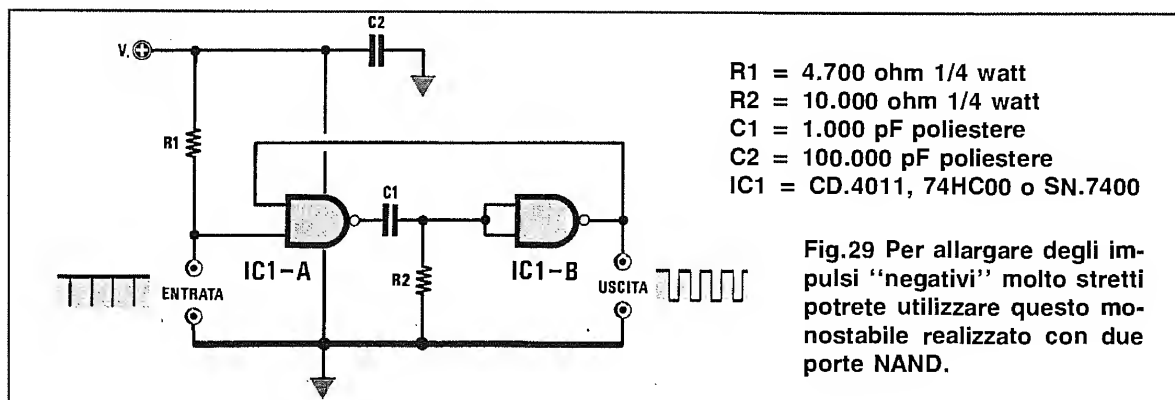 C2
V.
R1
C1
IC1-A
R2
IC1-B
ENTRATA
USCITA
R1 = 4.700 ohm 1/4 watt
R2 = 10.000 ohm 1/4 watt
C1 = 1.000 pF poliestere
C2 = 100.000 pF poliestere
IC1 = CD.4011, 74HC00 o SN.7400
Fig.29 Per allargare degli im-
pulsi "negativi" molto stretti
potrete utilizzare questo mo-
nostabile realizzato con due
porte NAND.